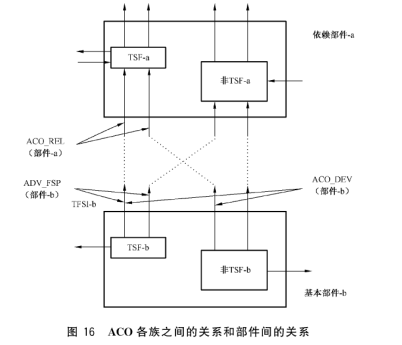 依赖部件-a
TSF-a
非TSF-a
ACO_REL
(部件-a)
ADV_FSP
(部件-b)
TFSI-b
ACO_DEV
(部件-b)
TSF-b
非TSF-b
基本部件-b
图 16 ACO 各族之间的关系和部件间的关系